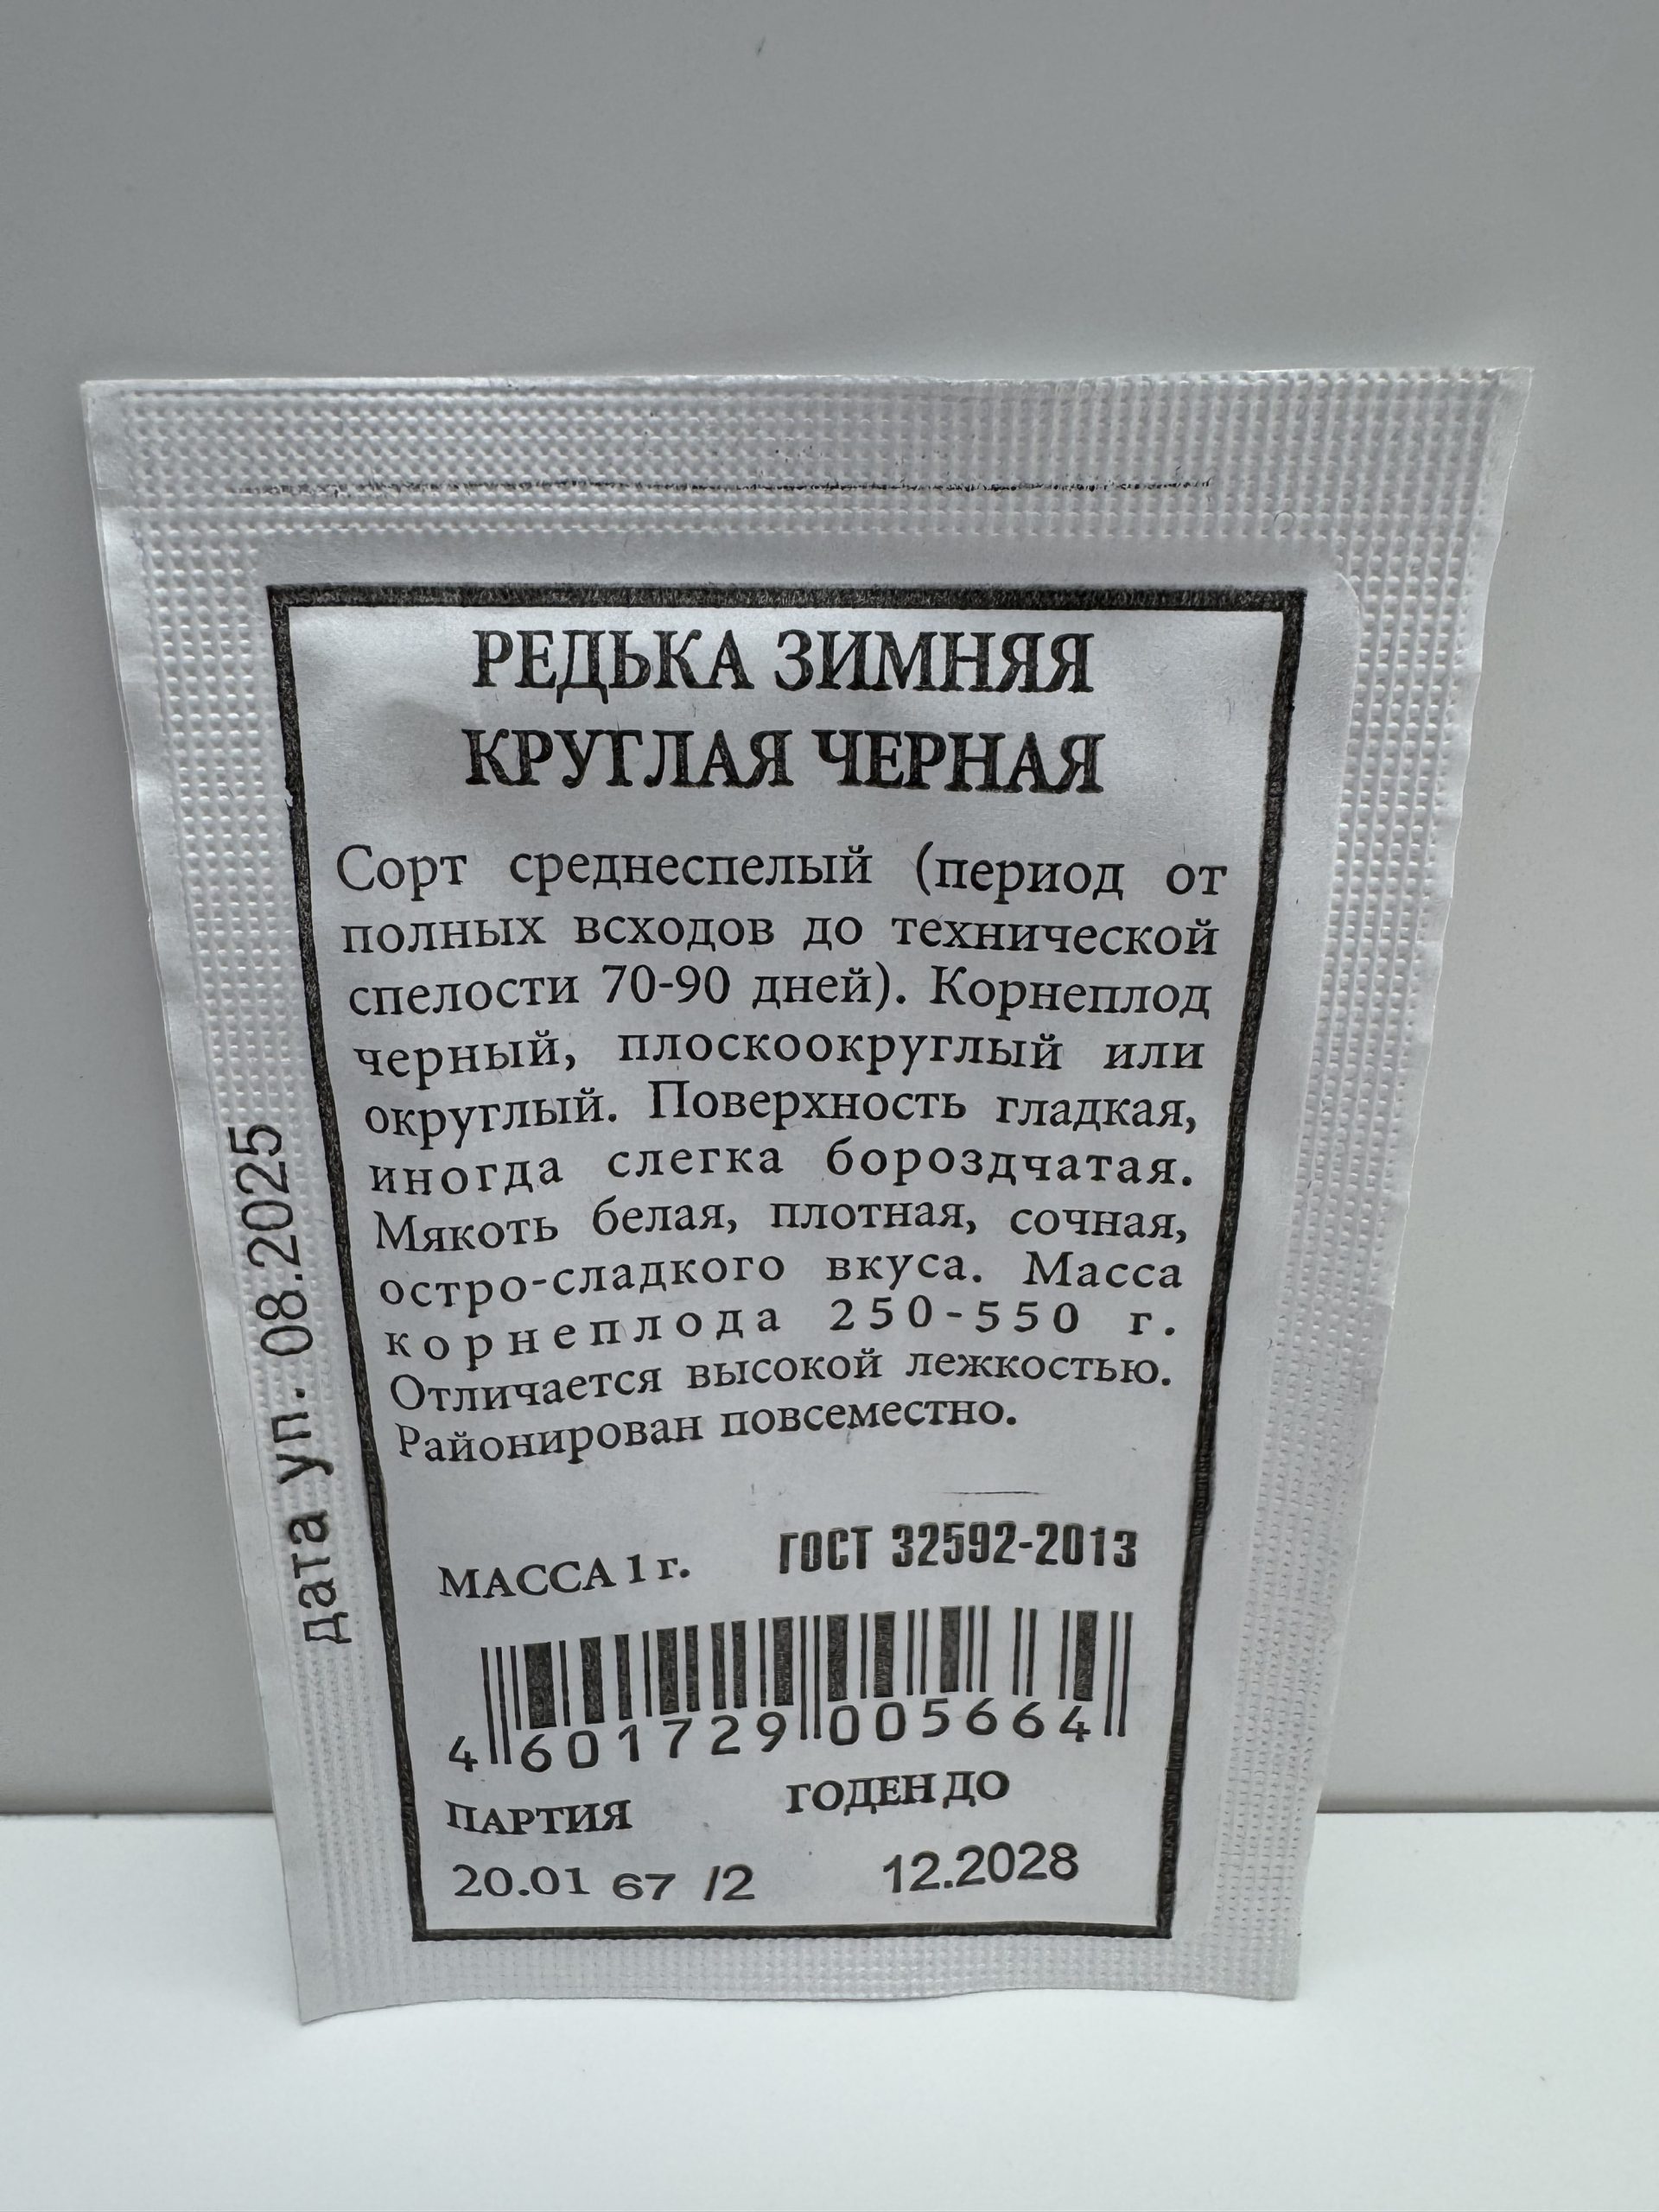 РЕДЬКА ЗИМНЯЯ
КРУГЛАЯ ЧЕРНАЯ
Сорт среднеспелый (период от
полных всходов до технической
спелости 70-90 дней). Корнеплод
черный, плоскоокруглый или
округлый. Поверхность гладкая,
иногда слегка бороздчатая.
Мякоть белая, плотная, сочная,
остро-сладкого вкуса. Масса
корнеплода 250-550 г.
Отличается высокой лежкостью.
Районирован повсеместно.
МАССА 1 г. ГОСТ 32592-2013
4 601729 005664
ПАРТИЯ ГОДЕН ДО
20.01 67 /2 12.2028
дата уп. 08.2025